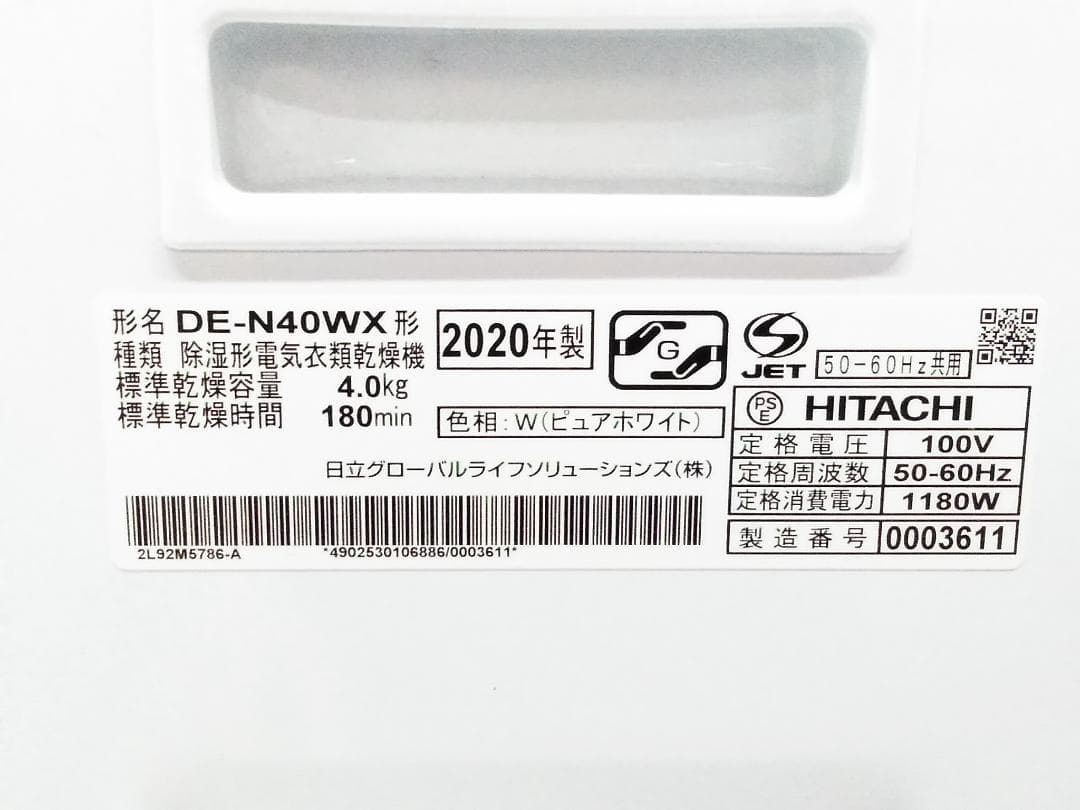 形名 DE-N40WX 形
種類 除湿形電気衣類乾燥機
標準乾燥容量 4.0kg
標準乾燥時間 180min
2020年製
G
JET
50-60Hz共用
色相:W(ピュアホワイト)
日立グローバルライフソリューションズ(株)
2L92M5786-A
*4902530106886/0003611*
PS
E
HITACHI
定格電圧 100V
定格周波数 50-60Hz
定格消費電力 1180W
製造番号 0003611